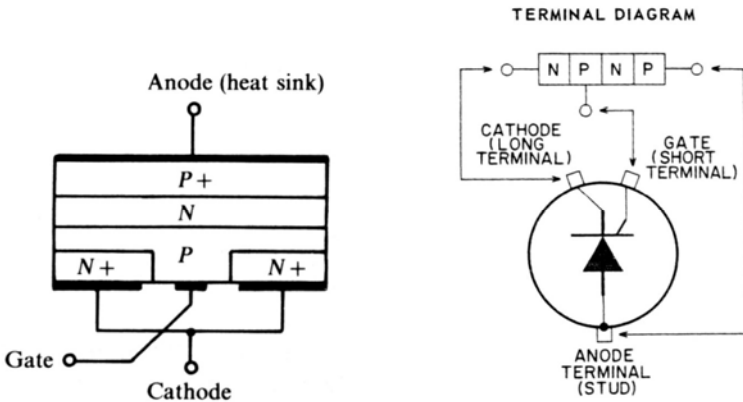 Anode (heat sink)
P+
N
P
N+ N+
Gate
Cathode
TERMINAL DIAGRAM
N P N P
CATHODE
(LONG
TERMINAL)
GATE
(SHORT
TERMINAL)
ANODE
TERMINAL
(STUD)